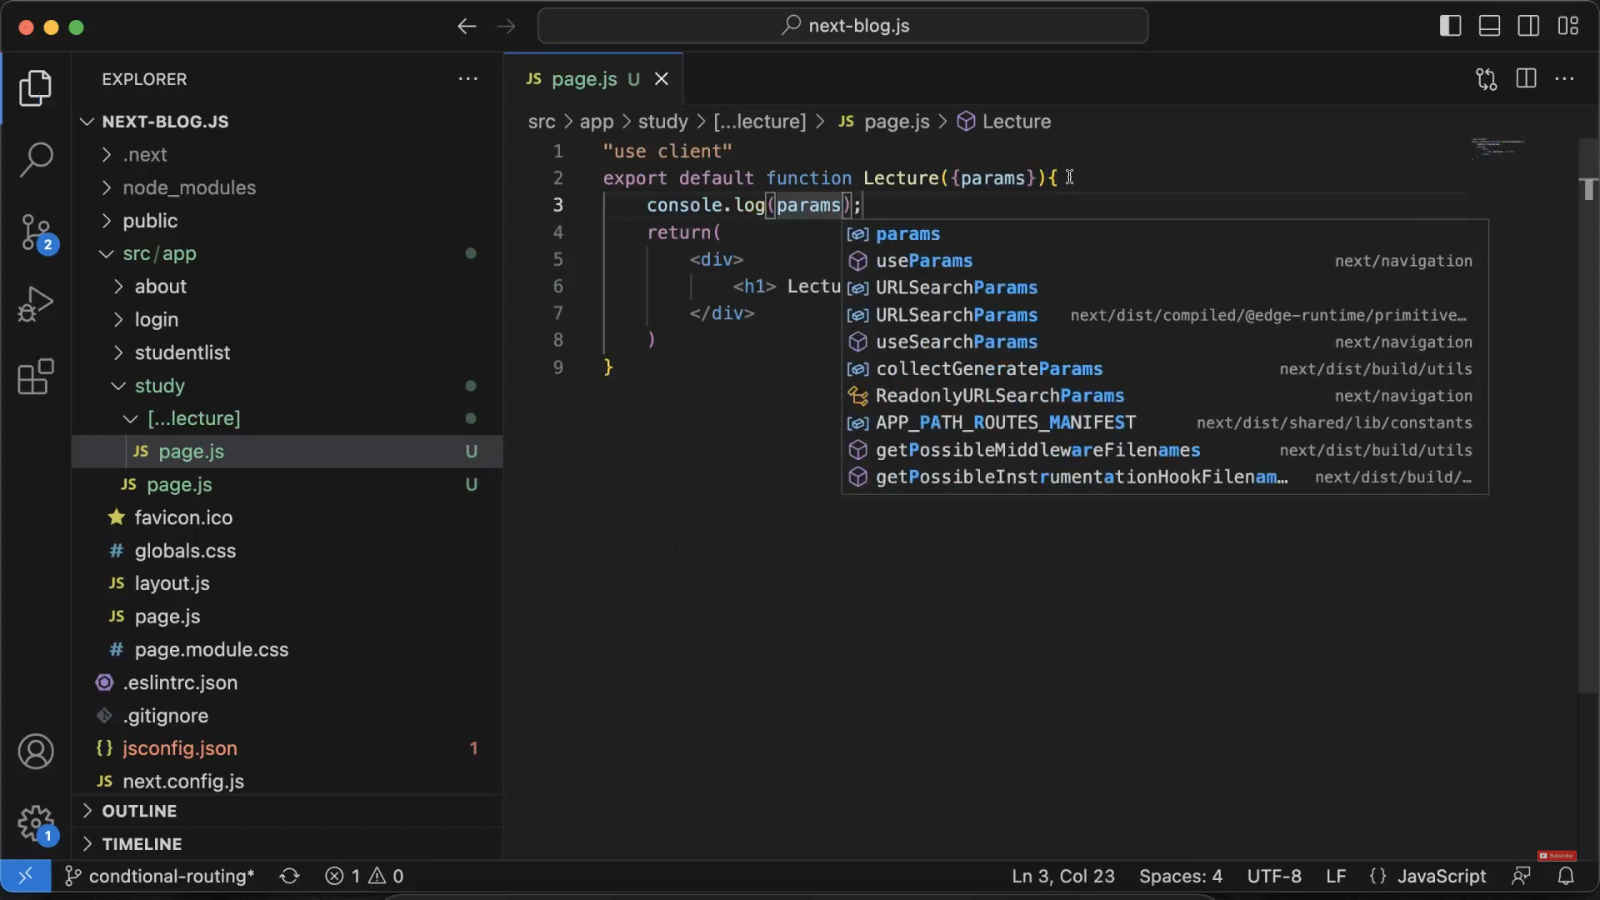 next-blog.js
EXPLORER
NEXT-BLOG.JS
.next
node_modules
public
src/app
about
login
studentlist
study
[...lecture]
JS page.js U
JS page.js U
favicon.ico
# globals.css
JS layout.js
JS page.js
# page.module.css
.eslintrc.json
.gitignore
{} jsconfig.json 1
JS next.config.js
OUTLINE
TIMELINE
2
1
JS page.js U
src > app > study > [...lecture] > JS page.js > Lecture
1 "use client"
2 export default function Lecture({params}){
3 console.log(params);
4 return(
5 <div>
6 <h1> Lectu
7 </div>
8 )
9 }
params
useParams next/navigation
URLSearchParams
URLSearchParams next/dist/compiled/@edge-runtime/primitive…
useSearchParams next/navigation
collectGenerateParams next/dist/build/utils
ReadonlyURLSearchParams next/navigation
APP_PATH_ROUTES_MANIFEST next/dist/shared/lib/constants
getPossibleMiddlewareFilenames next/dist/build/utils
getPossibleInstrumentationHookFilenam… next/dist/build/…
Subscribe
condtional-routing* 1 0 Ln 3, Col 23 Spaces: 4 UTF-8 LF {} JavaScript